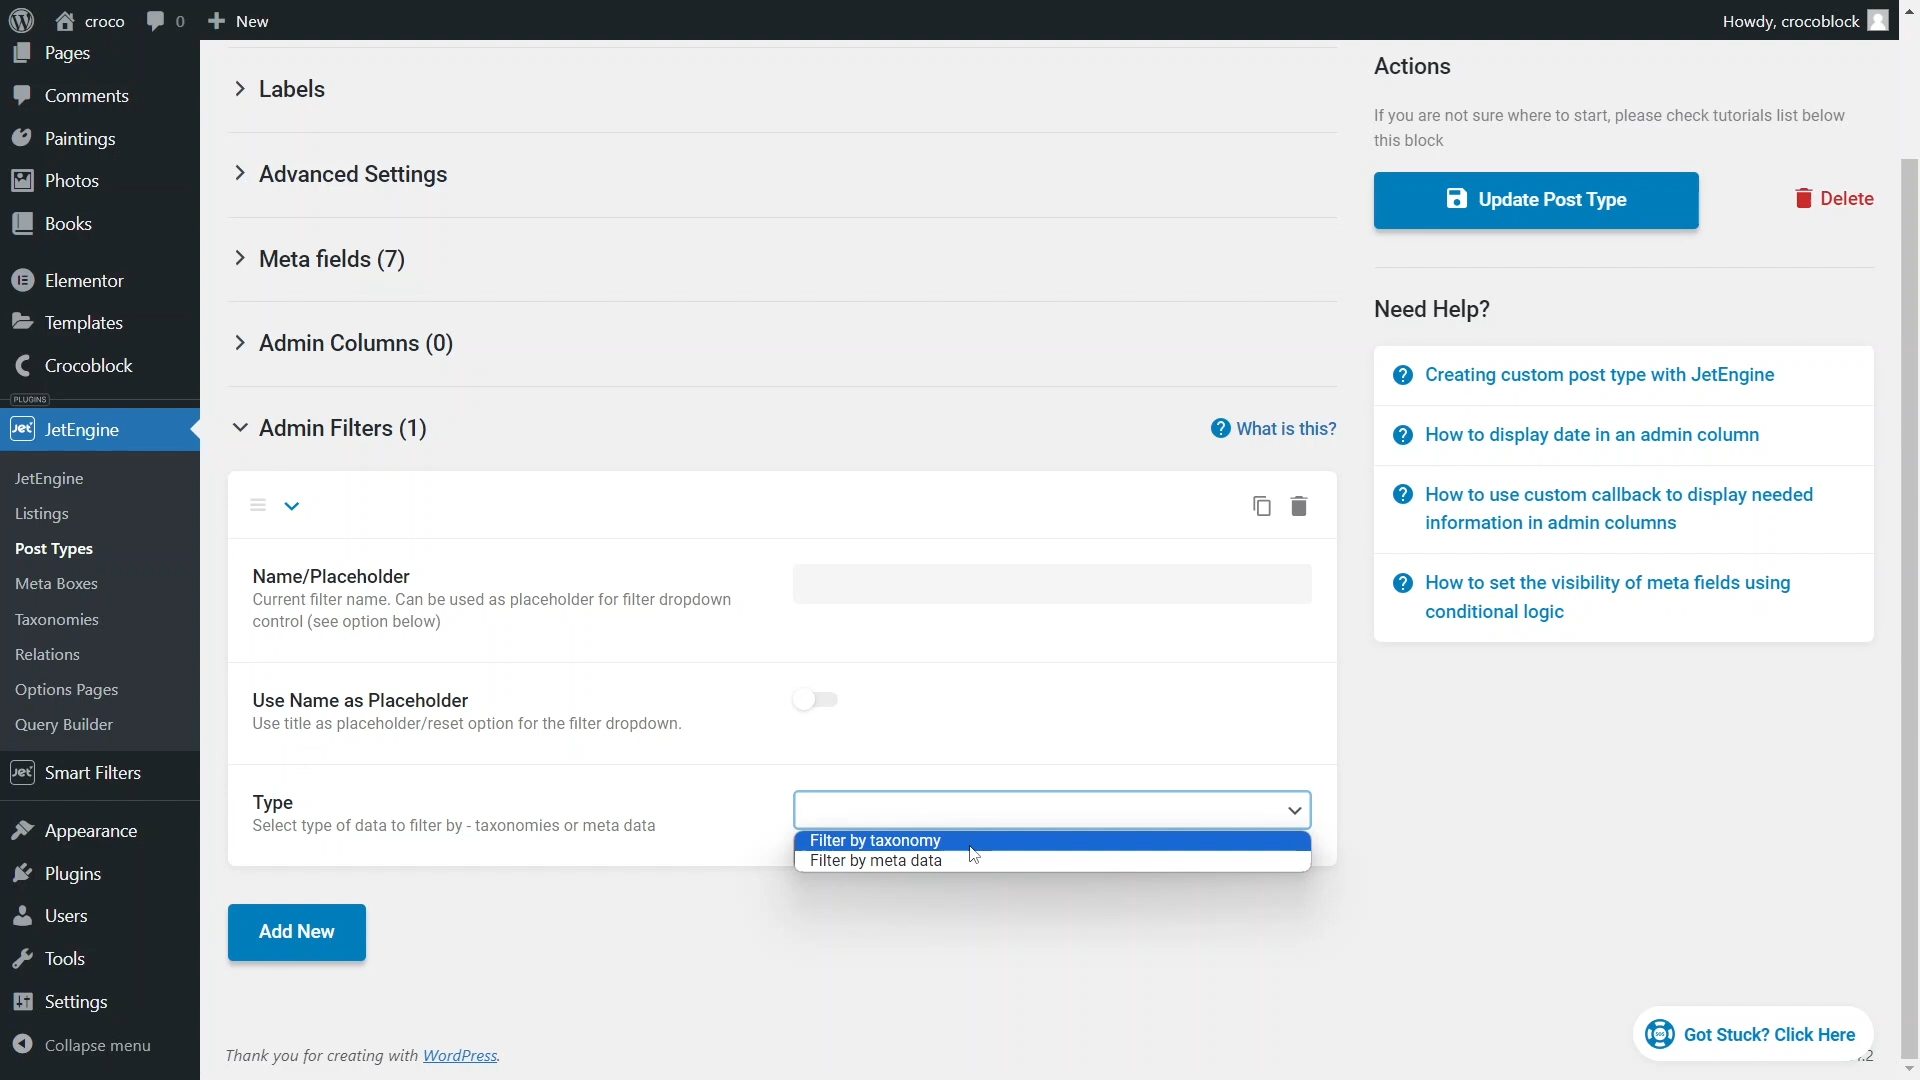 croco
0
New
Howdy, crocoblock
Pages
Comments
Paintings
Photos
Books
Elementor
Templates
Crocoblock
PLUGINS
JetEngine
JetEngine
Listings
Post Types
Meta Boxes
Taxonomies
Relations
Options Pages
Query Builder
Smart Filters
Appearance
Plugins
Users
Tools
Settings
Collapse menu
Labels
Advanced Settings
Meta fields (7)
Admin Columns (0)
Admin Filters (1)
What is this?
Name/Placeholder
Current filter name. Can be used as placeholder for filter dropdown
control (see option below)
Use Name as Placeholder
Use title as placeholder/reset option for the filter dropdown.
Type
Select type of data to filter by - taxonomies or meta data
Filter by taxonomy
Filter by meta data
Add New
Thank you for creating with WordPress.
Actions
If you are not sure where to start, please check tutorials list below
this block
Update Post Type
Delete
Need Help?
Creating custom post type with JetEngine
How to display date in an admin column
How to use custom callback to display needed
information in admin columns
How to set the visibility of meta fields using
conditional logic
Got Stuck? Click Here